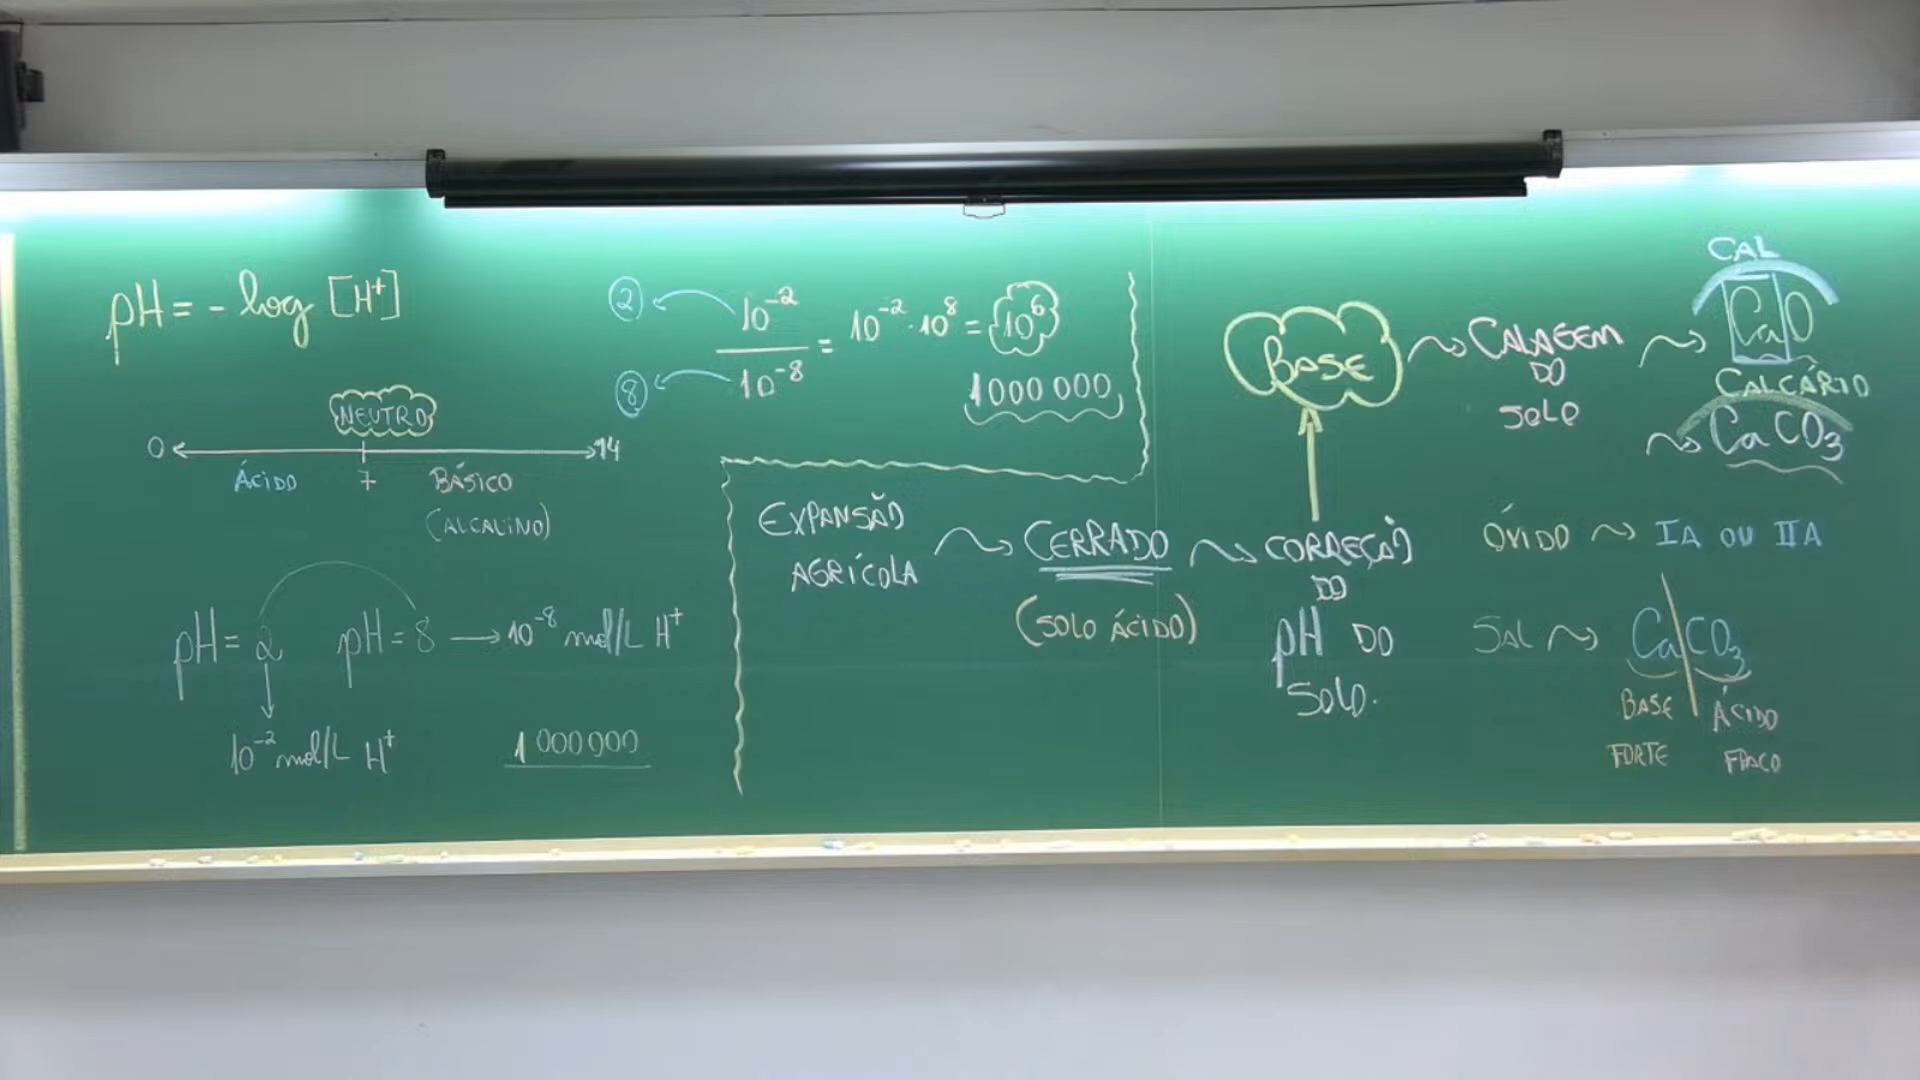 pH = - log [H⁺]
NEUTRO
0 14
ÁCIDO 7 BÁSICO
(ALCALINO)
pH = 2 pH = 8 → 10⁻⁸ mol/L H⁺
10⁻² mol/L H⁺
1 000 000
2 10⁻² / 10⁻⁸ = 10⁻² · 10⁸ = 10⁶
8
1 000 000
EXPANSÃO
AGRÍCOLA
CERRADO
(SOLO ÁCIDO)
CORREÇÃO
DO
pH DO
SOLO.
BASE
CALAGEM
DO
SOLO
CAL
CaO
CALCÁRIO
CaCO₃
ÓXIDO IA OU IIA
SAL CaCO₃
BASE ÁCIDO
FORTE FRACO